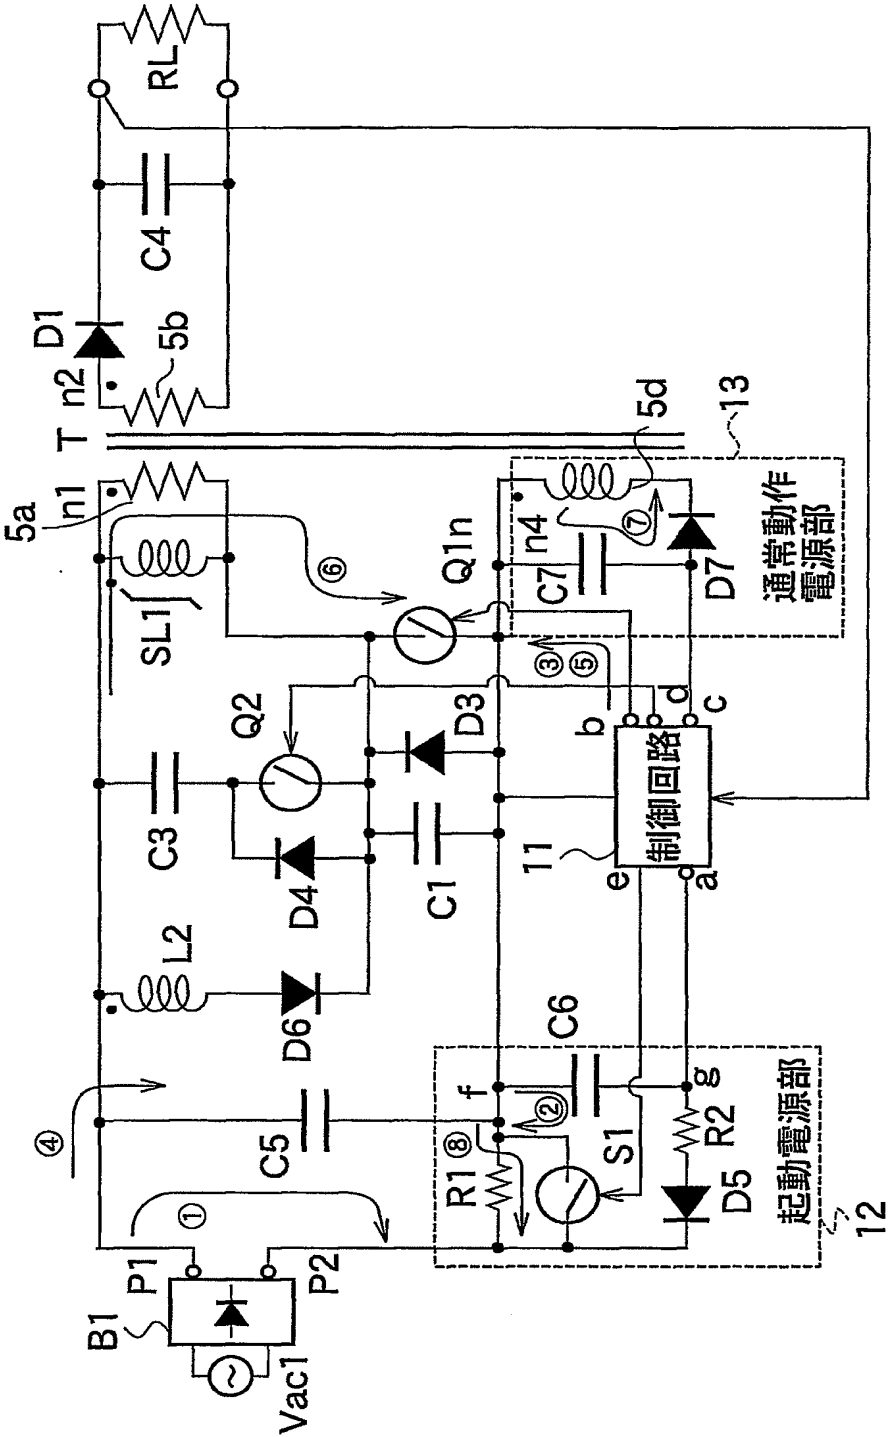 Vac1
B1
P1
P2
①
④
C5
L2
D6
C3
D4
Q2
C1
D3
SL1
⑥
5a
n1
T
n2
D1
5b
C4
RL
Q1n
n4
5d
13
C7
⑦
D7
通常動作
電源部
③
⑤
b
d
c
11
制御回路
e
a
C6
f
g
⑧
②
R1
S1
R2
D5
起動電源部
12